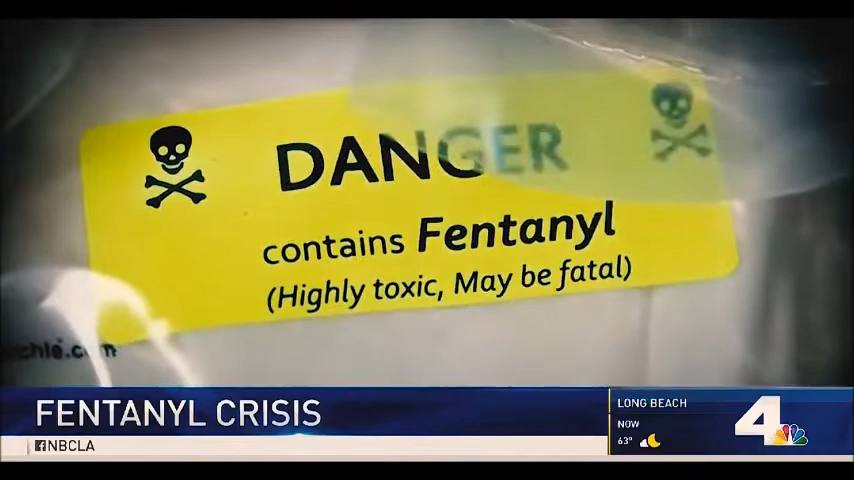 DANGER
contains Fentanyl
(Highly toxic, May be fatal)
FENTANYL CRISIS
NBCLA
LONG BEACH
NOW
63°
4